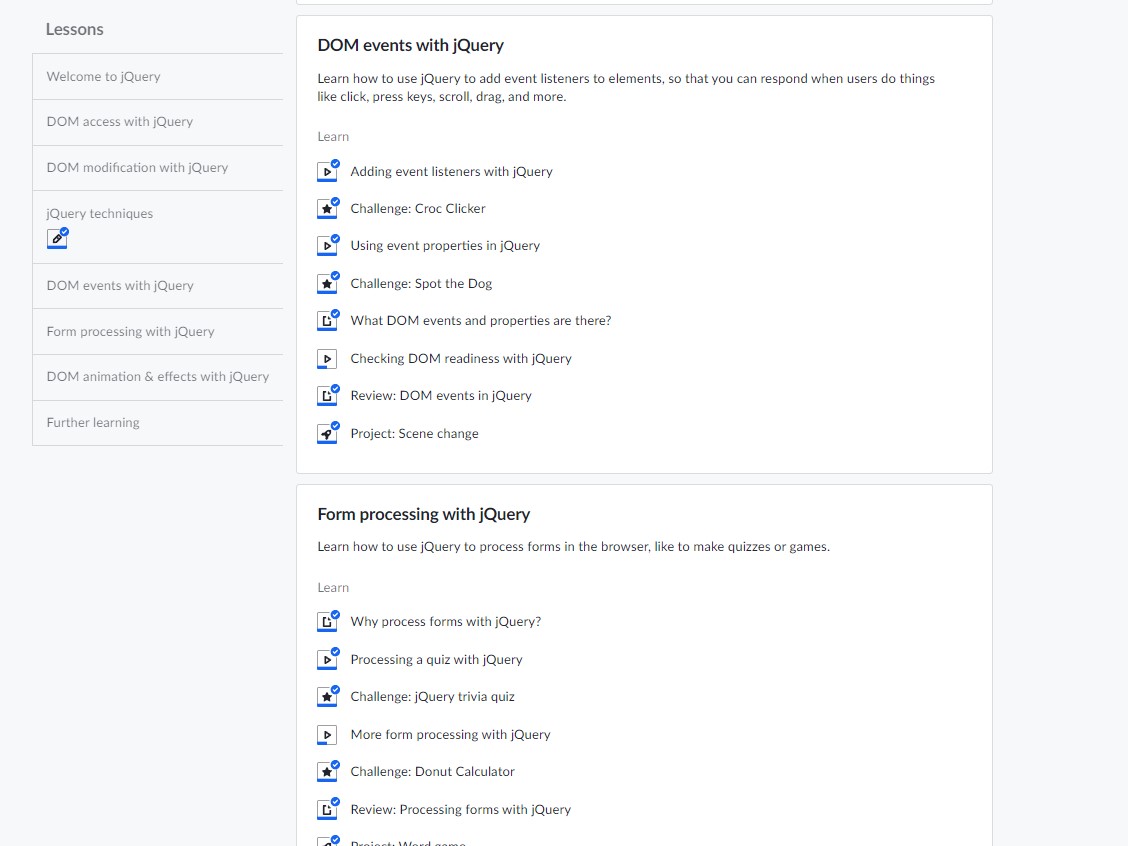 Lessons
Welcome to jQuery
DOM access with jQuery
DOM modification with jQuery
jQuery techniques
DOM events with jQuery
Form processing with jQuery
DOM animation & effects with jQuery
Further learning
DOM events with jQuery
Learn how to use jQuery to add event listeners to elements, so that you can respond when users do things
like click, press keys, scroll, drag, and more.
Learn
Adding event listeners with jQuery
Challenge: Croc Clicker
Using event properties in jQuery
Challenge: Spot the Dog
What DOM events and properties are there?
Checking DOM readiness with jQuery
Review: DOM events in jQuery
Project: Scene change
Form processing with jQuery
Learn how to use jQuery to process forms in the browser, like to make quizzes or games.
Learn
Why process forms with jQuery?
Processing a quiz with jQuery
Challenge: jQuery trivia quiz
More form processing with jQuery
Challenge: Donut Calculator
Review: Processing forms with jQuery
Project: Word game